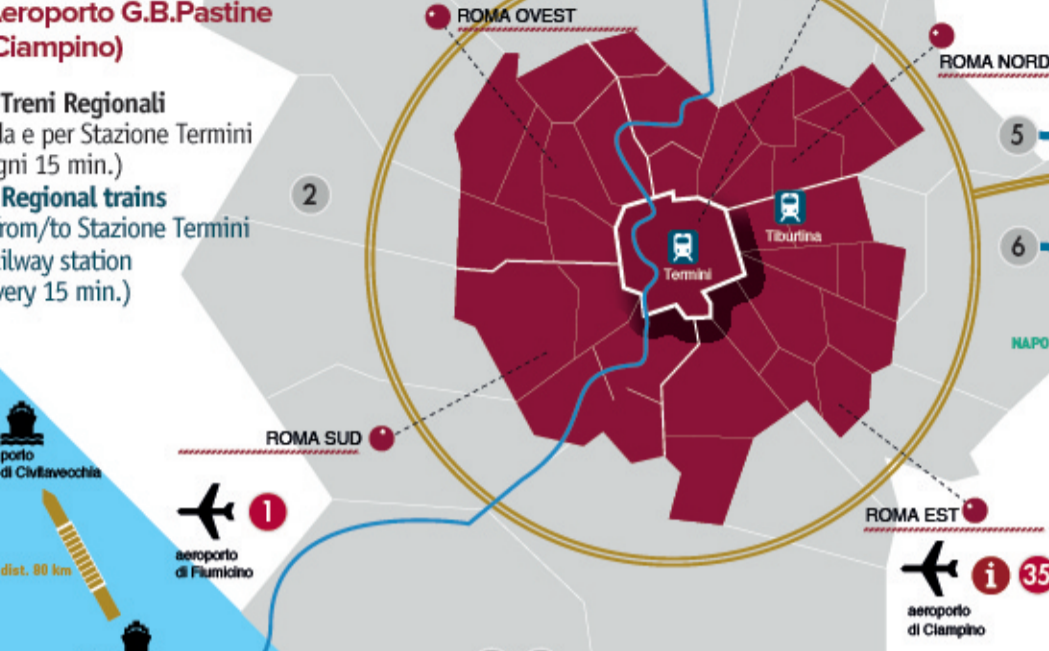 eroporto G.B.Pastine
Ciampino)
Treni Regionali
da e per Stazione Termini
gni 15 min.)
Regional trains
from/to Stazione Termini
ilway station
very 15 min.)
ROMA OVEST
ROMA NORD
5
2
Tiburtina
6
Termini
NAPO
ROMA SUD
porto
di Civitavecchia
1
ROMA EST
aeroporto
di Fiumicino
dist. 80 km
i
35
aeroporto
di Ciampino